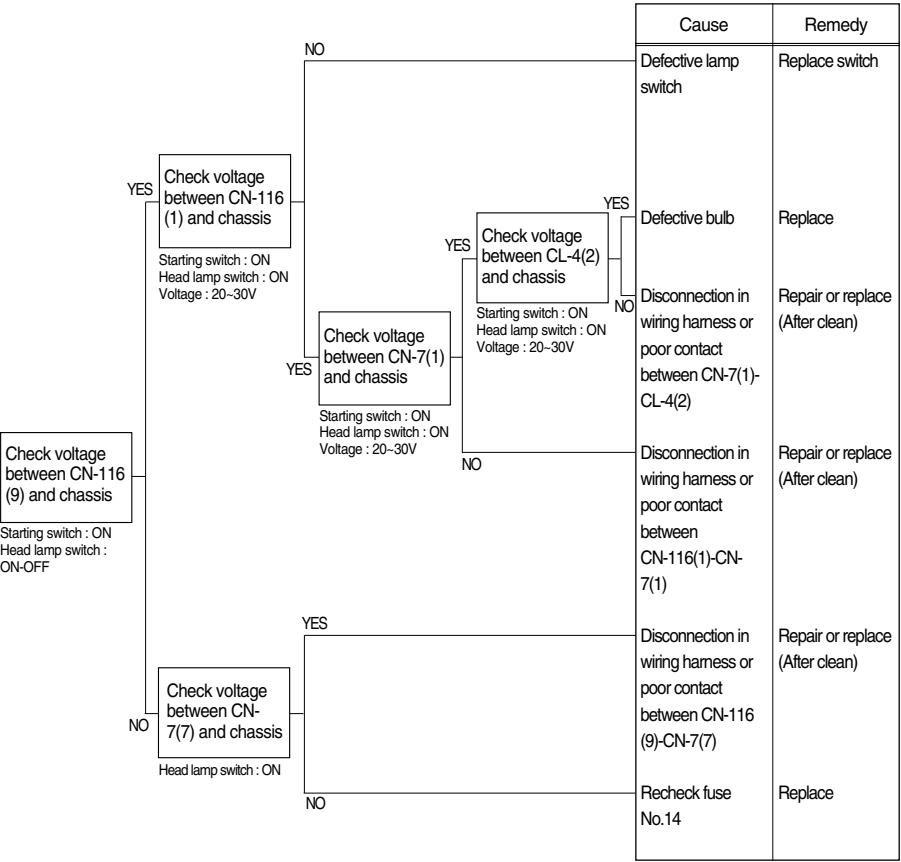 Cause
Remedy
NO
Defective lamp
switch
Replace switch
YES
Check voltage
between CN-116
(1) and chassis
Starting switch : ON
Head lamp switch : ON
Voltage : 20~30V
YES
Defective bulb
Replace
YES
Check voltage
between CL-4(2)
and chassis
Starting switch : ON
Head lamp switch : ON
Voltage : 20~30V
NO
Disconnection in
wiring harness or
poor contact
between CN-7(1)-
CL-4(2)
Repair or replace
(After clean)
YES
Check voltage
between CN-7(1)
and chassis
Starting switch : ON
Head lamp switch : ON
Voltage : 20~30V
NO
Disconnection in
wiring harness or
poor contact
between
CN-116(1)-CN-
7(1)
Repair or replace
(After clean)
Check voltage
between CN-116
(9) and chassis
Starting switch : ON
Head lamp switch :
ON-OFF
YES
Disconnection in
wiring harness or
poor contact
between CN-116
(9)-CN-7(7)
Repair or replace
(After clean)
NO
Check voltage
between CN-
7(7) and chassis
Head lamp switch : ON
NO
Recheck fuse
No.14
Replace